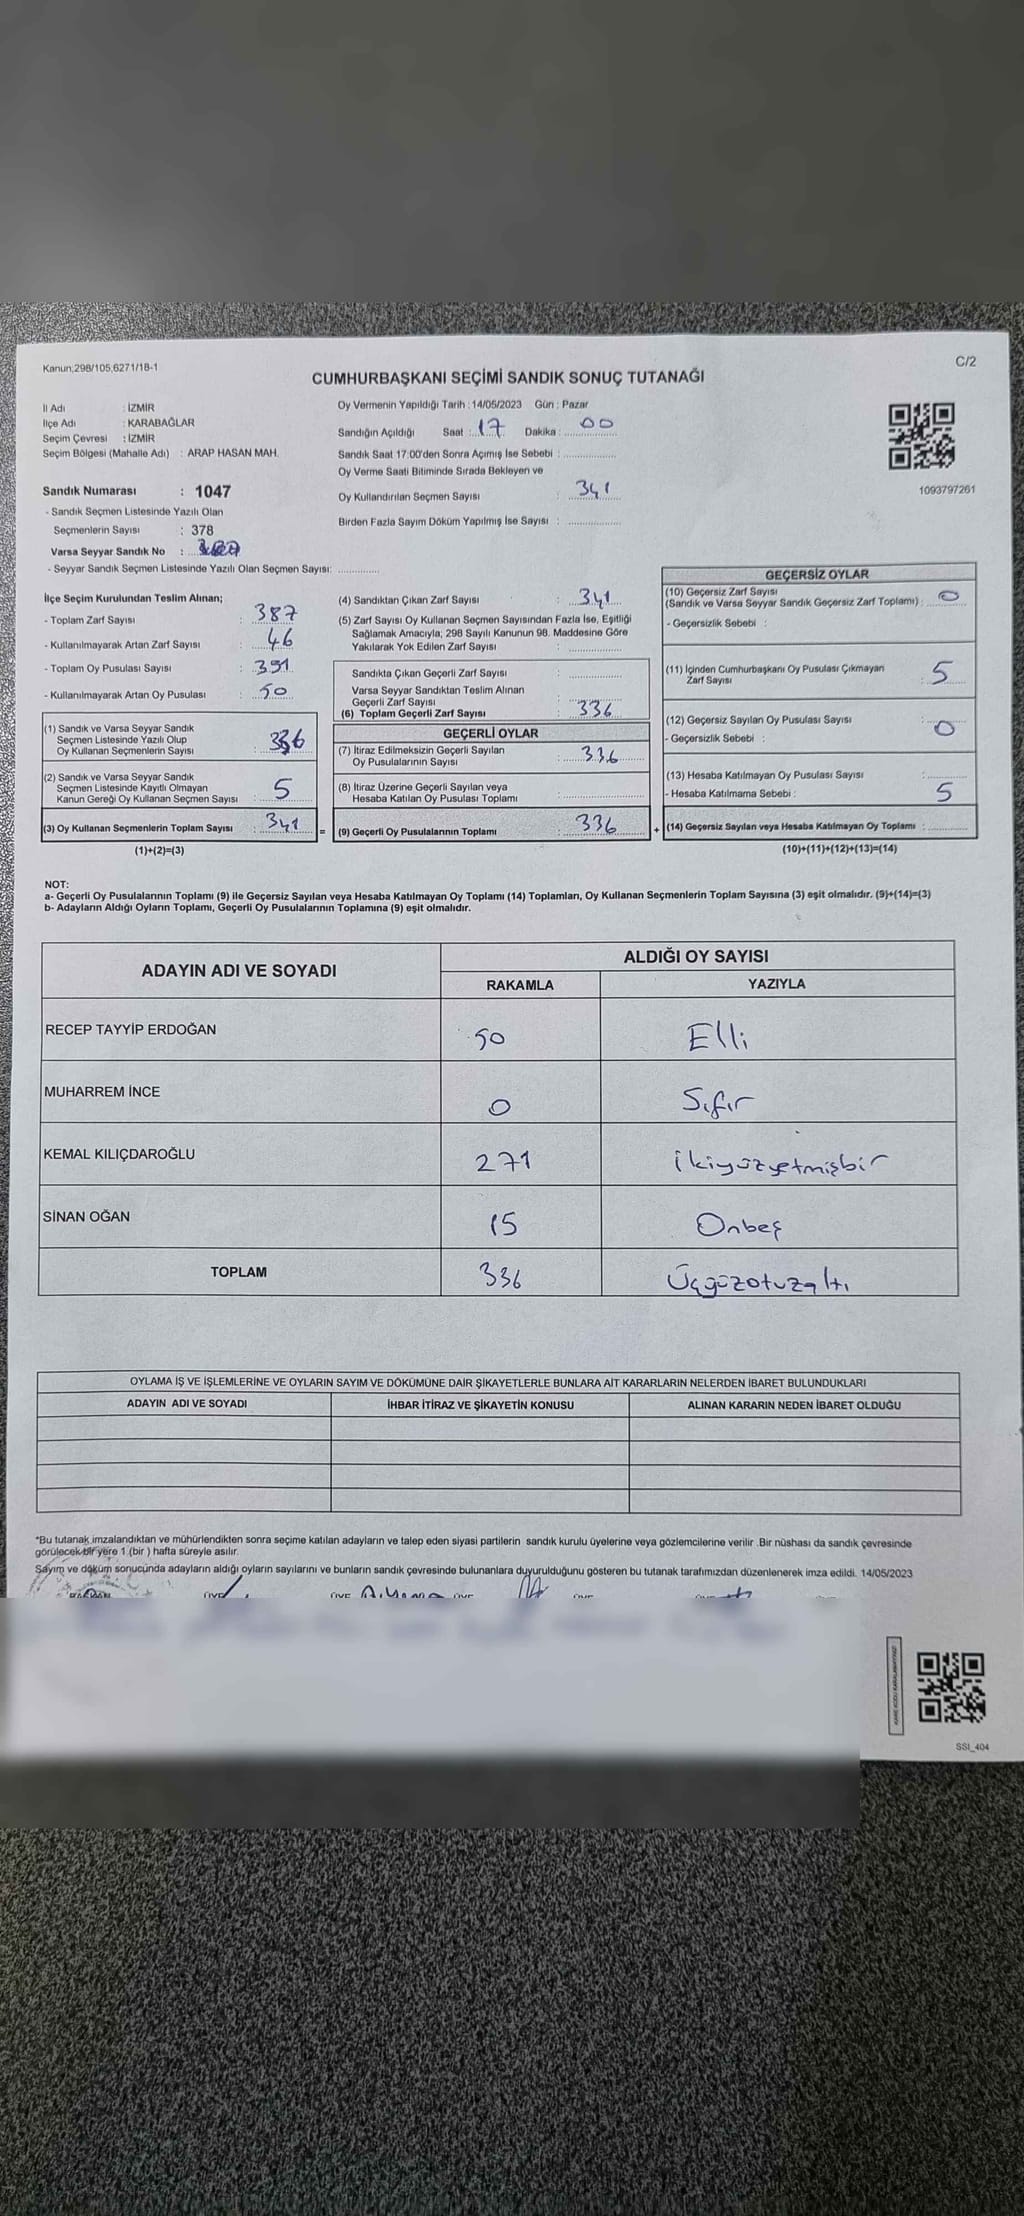 Kanun;298/105;6271/18-1
C/2
CUMHURBAŞKANI SEÇİMİ SANDIK SONUÇ TUTANAĞI
İl Adı : İZMİR
İlçe Adı : KARABAĞLAR
Seçim Çevresi : İZMİR
Seçim Bölgesi (Mahalle Adı) : ARAP HASAN MAH.
Sandık Numarası : 1047
- Sandık Seçmen Listesinde Yazılı Olan
Seçmenlerin Sayısı : 378
Varsa Seyyar Sandık No :
- Seyyar Sandık Seçmen Listesinde Yazılı Olan Seçmen Sayısı:
Oy Vermenin Yapıldığı Tarih : 14/05/2023 Gün : Pazar
Sandığın Açıldığı Saat : 17 Dakika : 00
Sandık Saat 17:00'den Sonra Açımış İse Sebebi :
Oy Verme Saati Bitiminde Sırada Bekleyen ve
Oy Kullandırılan Seçmen Sayısı : 341
Birden Fazla Sayım Döküm Yapılmış İse Sayısı :
1093797261
İlçe Seçim Kurulundan Teslim Alınan;
- Toplam Zarf Sayısı : 387
- Kullanılmayarak Artan Zarf Sayısı : 46
- Toplam Oy Pusulası Sayısı : 391
- Kullanılmayarak Artan Oy Pusulası : 50
(1) Sandık ve Varsa Seyyar Sandık
Seçmen Listesinde Yazılı Olup
Oy Kullanan Seçmenlerin Sayısı : 336
(2) Sandık ve Varsa Seyyar Sandık
Seçmen Listesinde Kayıtlı Olmayan
Kanun Gereği Oy Kullanan Seçmen Sayısı : 5
(3) Oy Kullanan Seçmenlerin Toplam Sayısı : 341 =
(1)+(2)=(3)
(4) Sandıktan Çıkan Zarf Sayısı : 341
(5) Zarf Sayısı Oy Kullanan Seçmen Sayısından Fazla İse, Eşitliği
Sağlamak Amacıyla; 298 Sayılı Kanunun 98. Maddesine Göre
Yakılarak Yok Edilen Zarf Sayısı :
Sandıkta Çıkan Geçerli Zarf Sayısı :
Varsa Seyyar Sandıktan Teslim Alınan
Geçerli Zarf Sayısı :
(6) Toplam Geçerli Zarf Sayısı : 336
GEÇERLİ OYLAR
(7) İtiraz Edilmeksizin Geçerli Sayılan
Oy Pusulalarının Sayısı : 336
(8) İtiraz Üzerine Geçerli Sayılan veya
Hesaba Katılan Oy Pusulası Toplamı :
(9) Geçerli Oy Pusulalarının Toplamı : 336 +
GEÇERSİZ OYLAR
(10) Geçersiz Zarf Sayısı
(Sandık ve Varsa Seyyar Sandık Geçersiz Zarf Toplamı) : 0
- Geçersizlik Sebebi :
(11) İçinden Cumhurbaşkanı Oy Pusulası Çıkmayan
Zarf Sayısı : 5
(12) Geçersiz Sayılan Oy Pusulası Sayısı : 0
- Geçersizlik Sebebi :
(13) Hesaba Katılmayan Oy Pusulası Sayısı :
- Hesaba Katılmama Sebebi : 5
(14) Geçersiz Sayılan veya Hesaba Katılmayan Oy Toplamı :
(10)+(11)+(12)+(13)=(14)
NOT:
a- Geçerli Oy Pusulalarının Toplamı (9) ile Geçersiz Sayılan veya Hesaba Katılmayan Oy Toplamı (14) Toplamları, Oy Kullanan Seçmenlerin Toplam Sayısına (3) eşit olmalıdır. (9)+(14)=(3)
b- Adayların Aldığı Oyların Toplamı, Geçerli Oy Pusulalarının Toplamına (9) eşit olmalıdır.
ADAYIN ADI VE SOYADI
ALDIĞI OY SAYISI
RAKAMLA YAZIYLA
RECEP TAYYİP ERDOĞAN 50 Elli
MUHARREM İNCE 0 Sıfır
KEMAL KILIÇDAROĞLU 271 ikiyüzyetmişbir
SİNAN OĞAN 15 Onbeş
TOPLAM 336 Üçyüzotuzaltı
OYLAMA İŞ VE İŞLEMLERİNE VE OYLARIN SAYIM VE DÖKÜMÜNE DAİR ŞİKAYETLERLE BUNLARA AİT KARARLARIN NELERDEN İBARET BULUNDUKLARI
ADAYIN ADI VE SOYADI İHBAR İTİRAZ VE ŞİKAYETİN KONUSU ALINAN KARARIN NEDEN İBARET OLDUĞU
*Bu tutanak imzalandıktan ve mühürlendikten sonra seçime katılan adayların ve talep eden siyasi partilerin sandık kurulu üyelerine veya gözlemcilerine verilir .Bir nüshası da sandık çevresinde
görülecek bir yere 1 (bir ) hafta süreyle asılır.
Sayım ve döküm sonucunda adayların aldığı oyların sayılarını ve bunların sandık çevresinde bulunanlara duyurulduğunu gösteren bu tutanak tarafımızdan düzenlenerek imza edildi. 14/05/2023
SSI_404